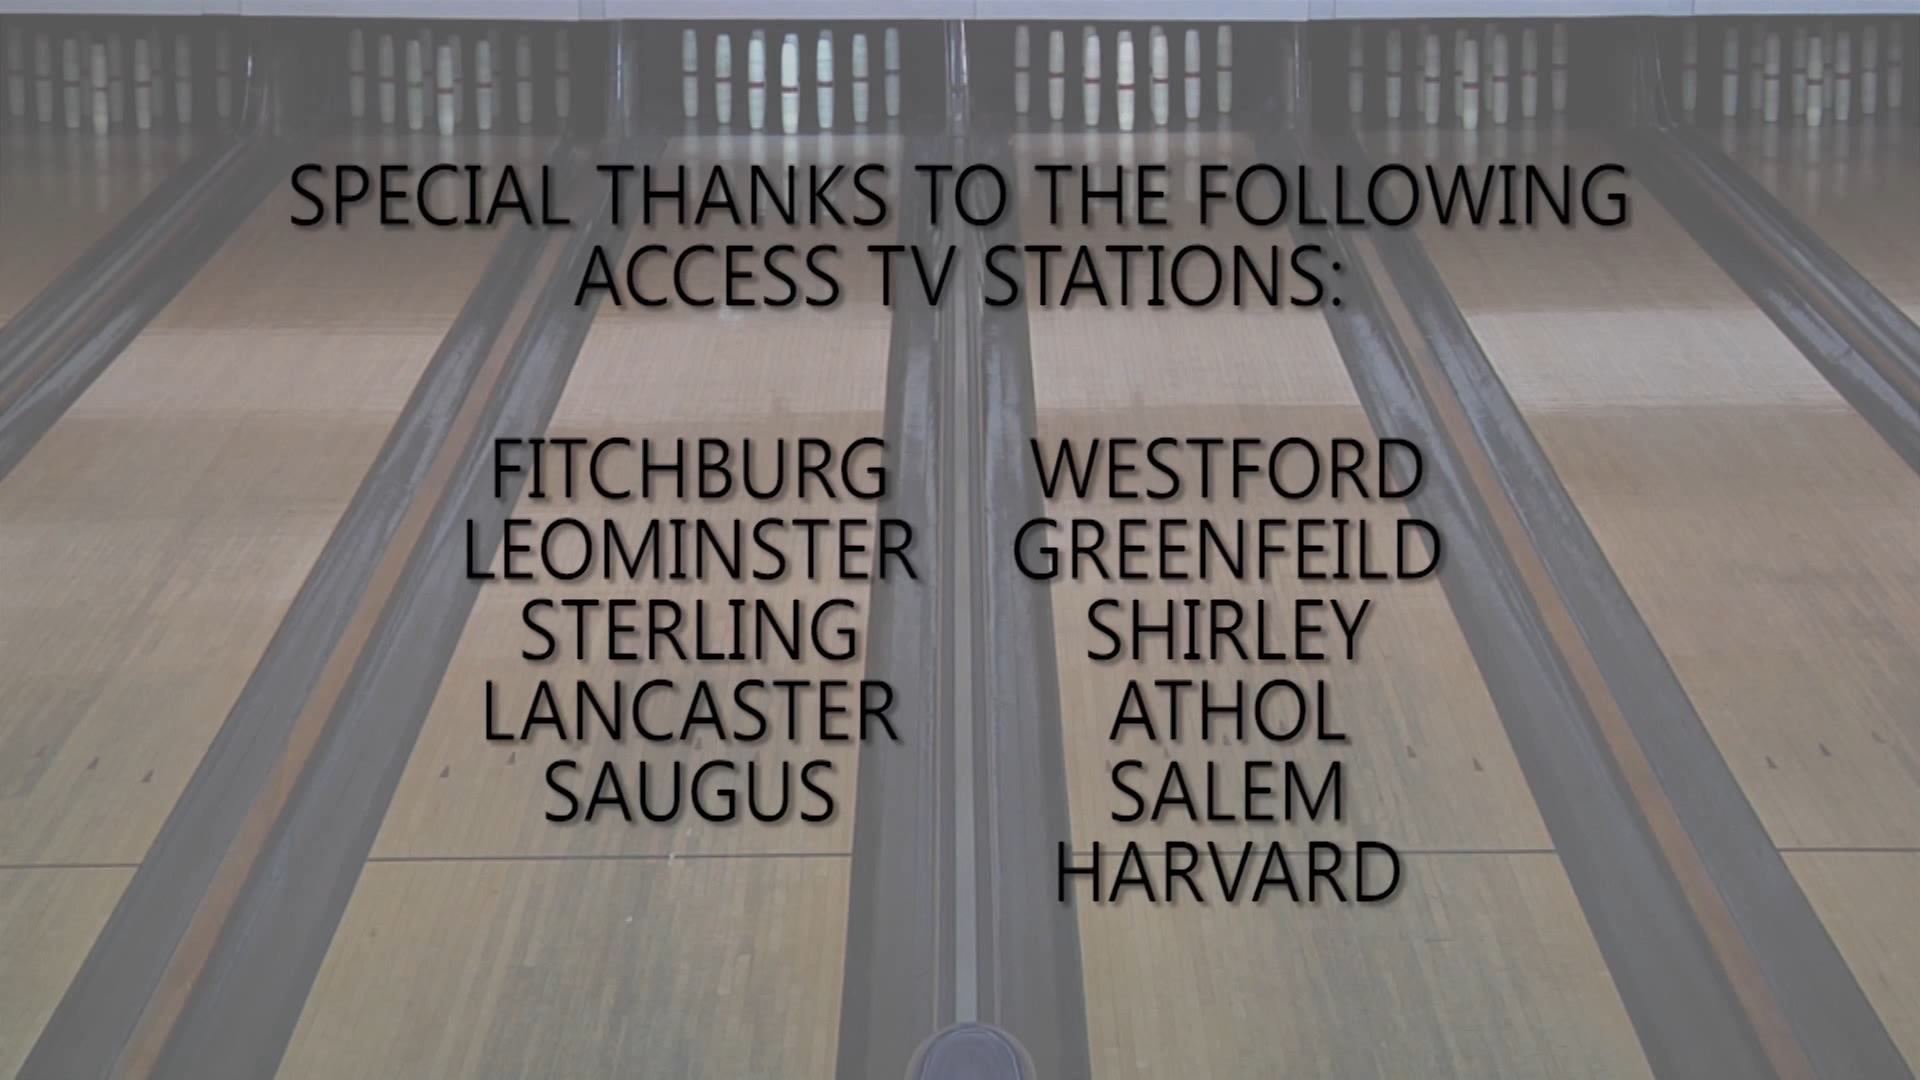 SPECIAL THANKS TO THE FOLLOWING
ACCESS TV STATIONS:
FITCHBURG
LEOMINSTER
STERLING
LANCASTER
SAUGUS
WESTFORD
GREENFEILD
SHIRLEY
ATHOL
SALEM
HARVARD